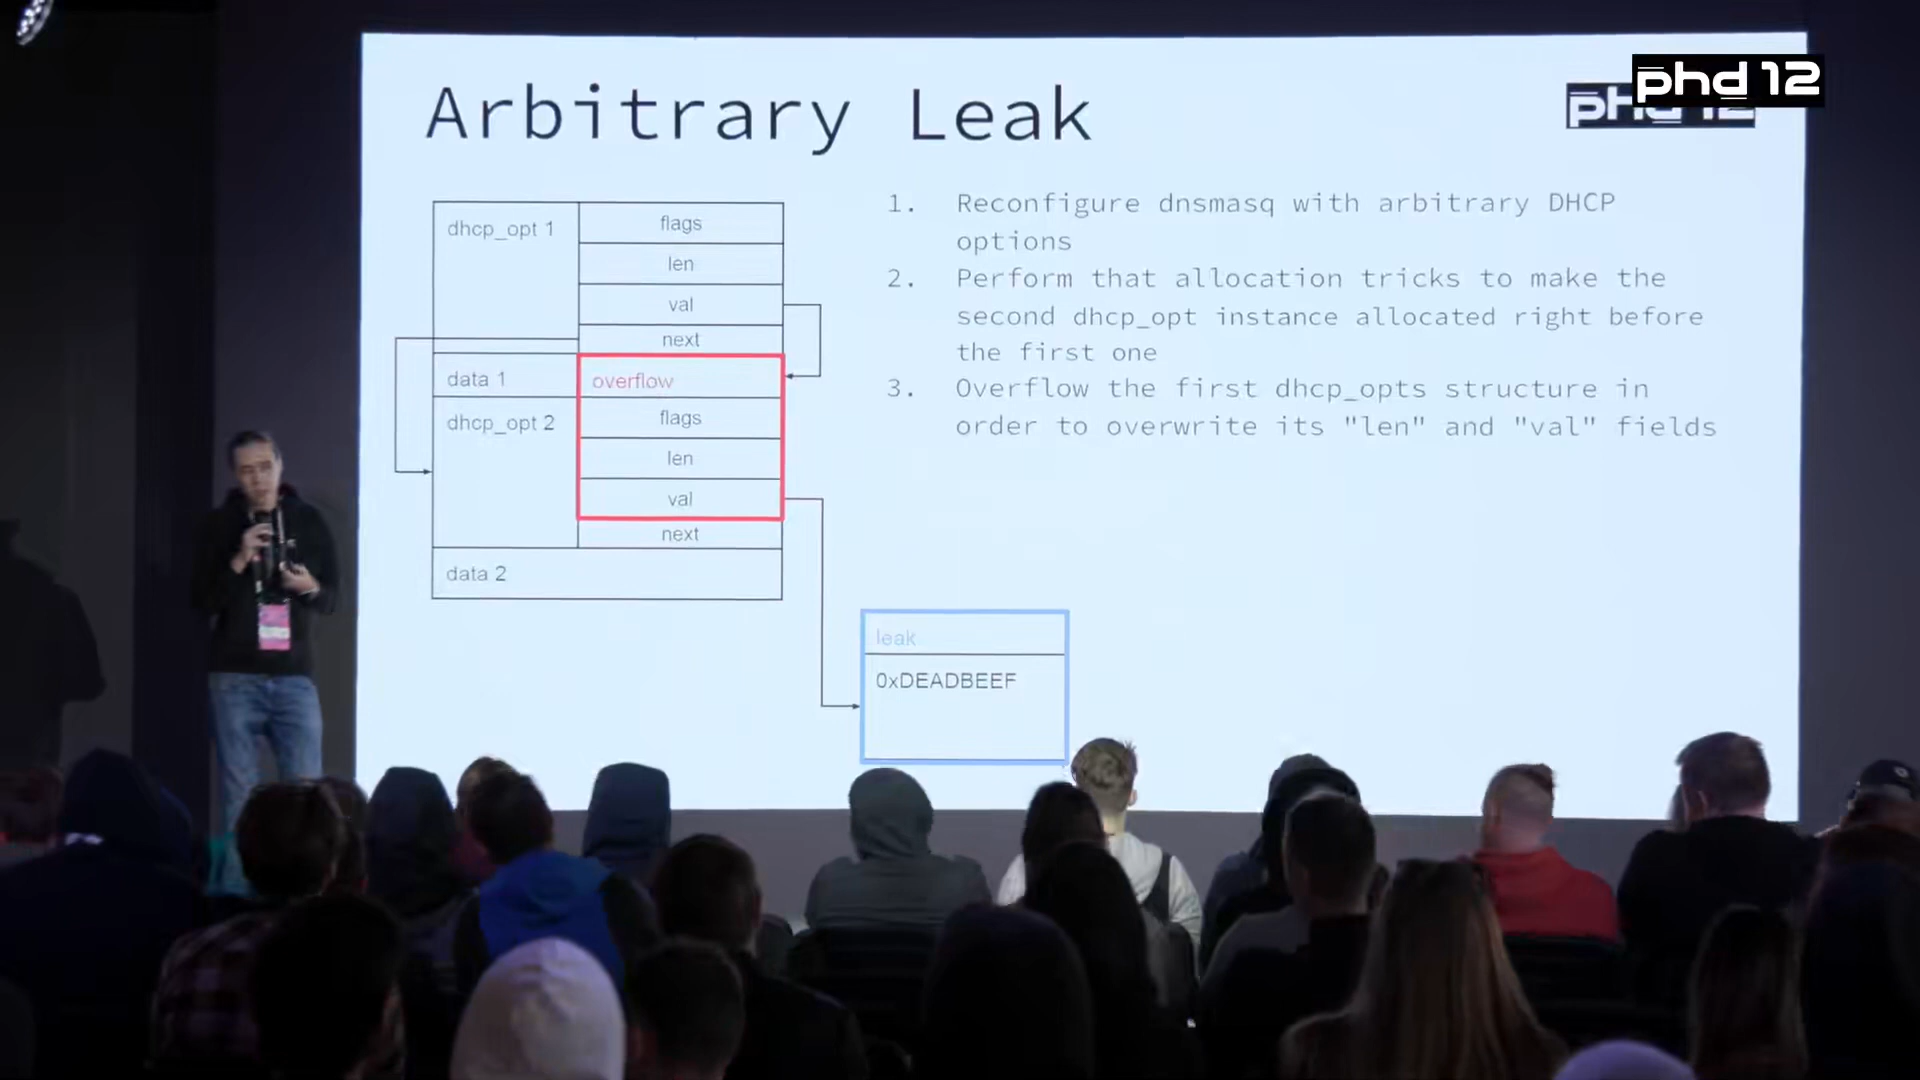 phd 12
Arbitrary Leak
phd 12
dhcp_opt 1
flags
len
val
next
data 1
overflow
dhcp_opt 2
flags
len
val
next
data 2
leak
0xDEADBEEF
1. Reconfigure dnsmasq with arbitrary DHCP
options
2. Perform that allocation tricks to make the
second dhcp_opt instance allocated right before
the first one
3. Overflow the first dhcp_opts structure in
order to overwrite its "len" and "val" fields